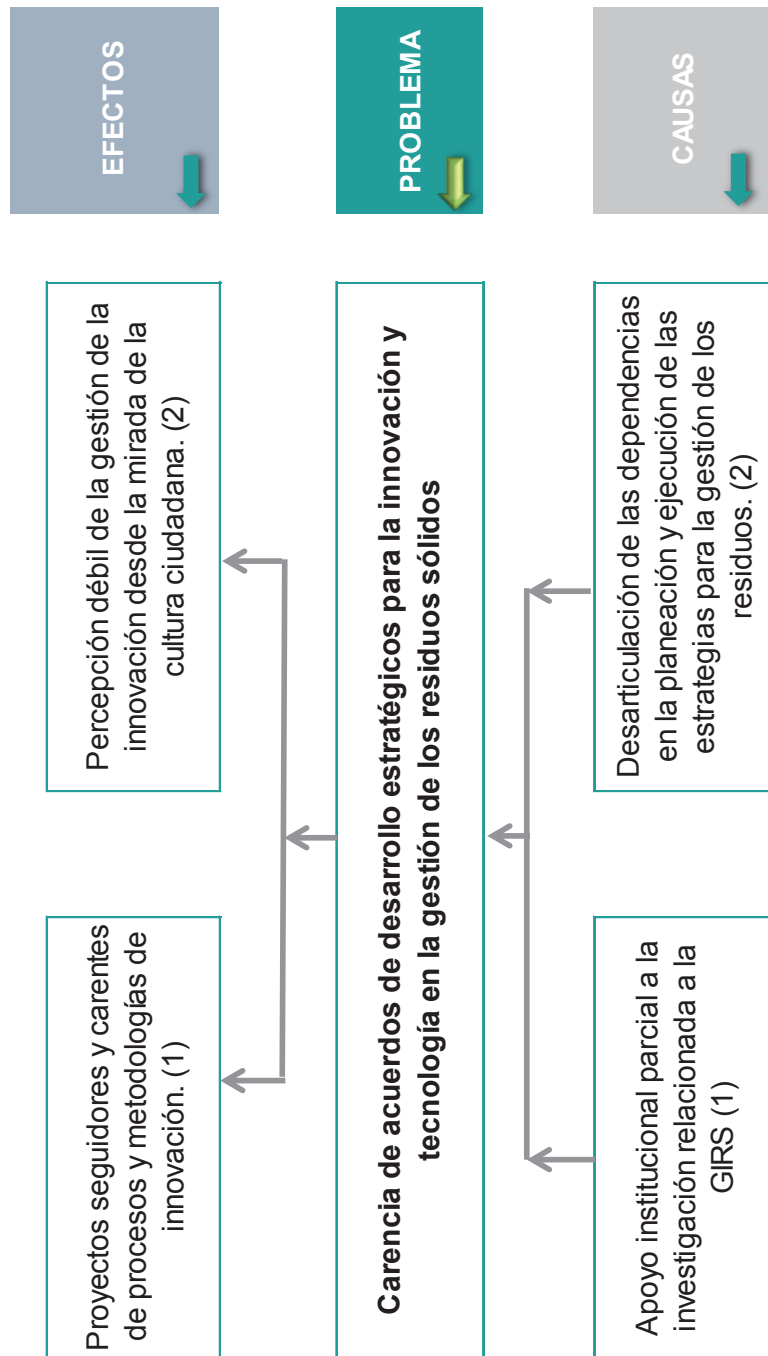 Proyectos seguidores y carentes
de procesos y metodologías de
innovación. (1)
Percepción débil de la gestión de la
innovación desde la mirada de la
cultura ciudadana. (2)
EFECTOS
Carencia de acuerdos de desarrollo estratégicos para la innovación y
tecnología en la gestión de los residuos sólidos
PROBLEMA
Apoyo institucional parcial a la
investigación relacionada a la
GIRS (1)
Desarticulación de las dependencias
en la planeación y ejecución de las
estrategias para la gestión de los
residuos. (2)
CAUSAS